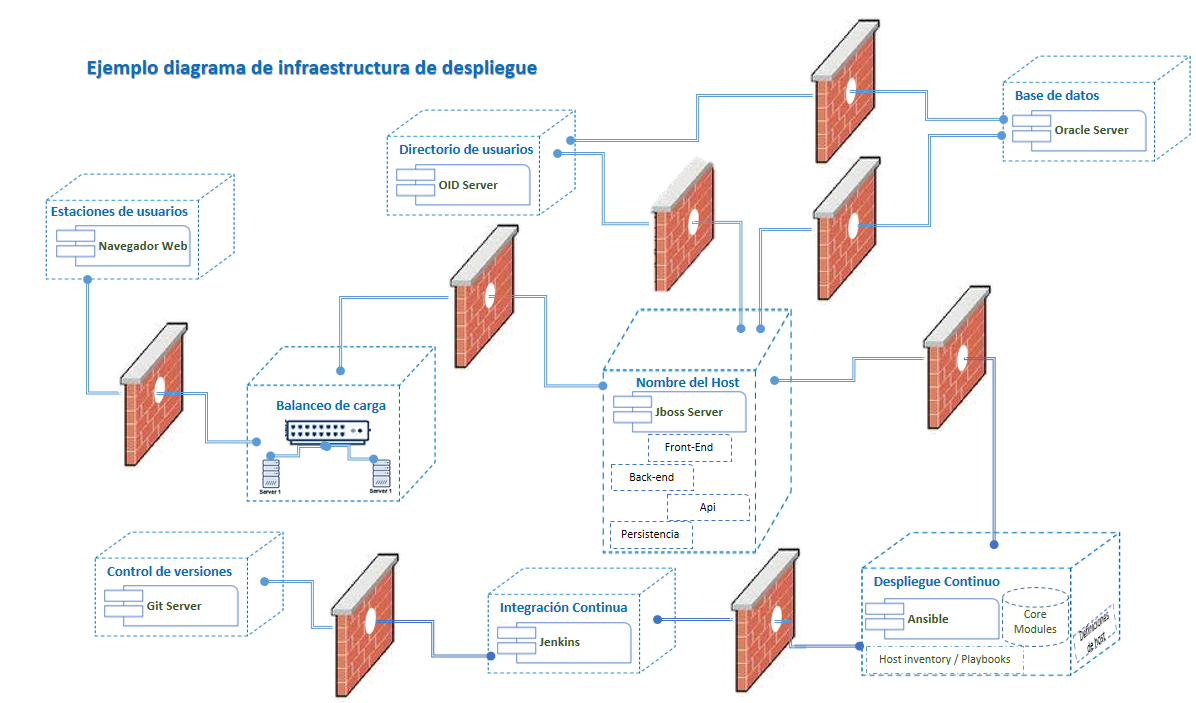 Ejemplo diagrama de infraestructura de despliegue
Base de datos
Oracle Server
Directorio de usuarios
OID Server
Estaciones de usuarios
Navegador Web
Nombre del Host
Jboss Server
Front-End
Back-end
Api
Persistencia
Balanceo de carga
Server 1
Server 1
Control de versiones
Git Server
Integración Continua
Jenkins
Despliegue Continuo
Ansible
Core
Modules
Host inventory / Playbooks
Definiciones
de host